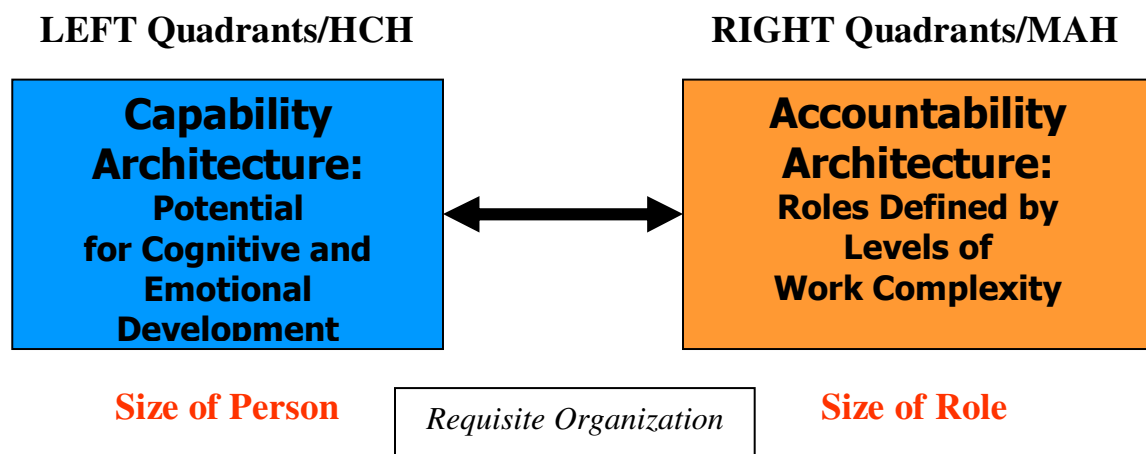 LEFT Quadrants/HCH
RIGHT Quadrants/MAH
Capability
Architecture:
Potential
for Cognitive and
Emotional
Development
Accountability
Architecture:
Roles Defined by
Levels of
Work Complexity
Size of Person
Requisite Organization
Size of Role